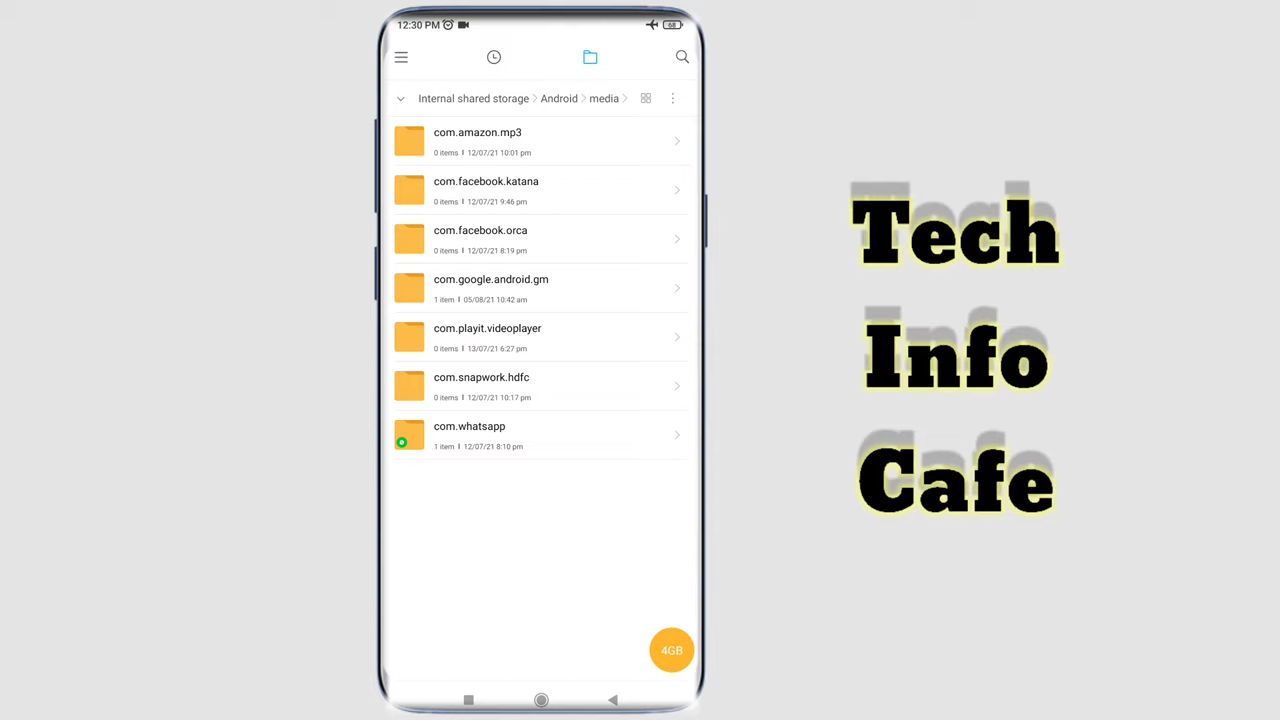 12:30 PM
68
Internal shared storage
Android
media
com.amazon.mp3
0 items | 12/07/21 10:01 pm
com.facebook.katana
0 items | 12/07/21 9:46 pm
com.facebook.orca
0 items | 12/07/21 8:19 pm
com.google.android.gm
1 item | 05/08/21 10:42 am
com.playit.videoplayer
0 items | 13/07/21 6:27 pm
com.snapwork.hdfc
0 items | 12/07/21 10:17 pm
com.whatsapp
1 item | 12/07/21 8:10 pm
4GB
Tech
Info
Cafe